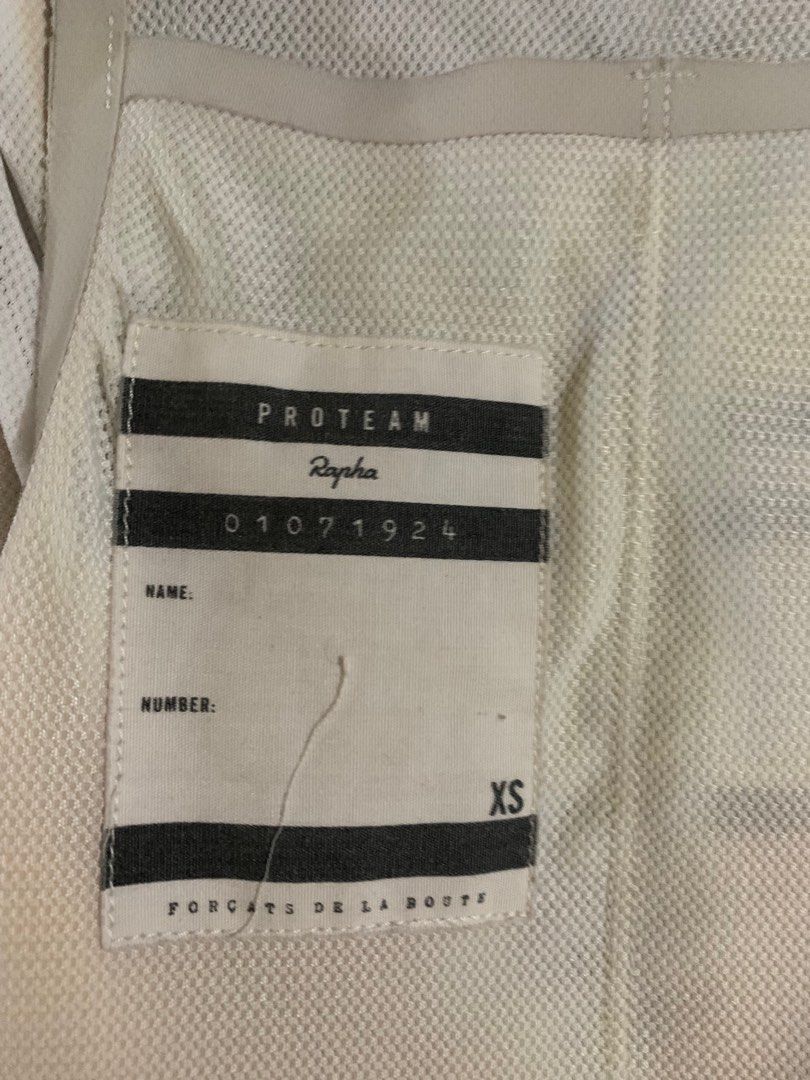 PROTEAM
Rapha
01071924
NAME:
NUMBER:
XS
FORÇATS DE LA ROUTE